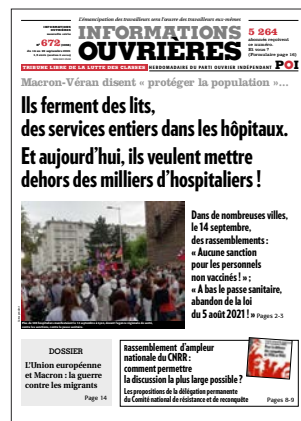 L'émancipation des travailleurs sera l'œuvre des travailleurs eux-mêmes
INFORMATIONS
OUVRIÈRES
N° 672
5 264
abonnés reçoivent
ce numéro.
Et vous ?
(Formulaire page 16)
TRIBUNE LIBRE DE LA LUTTE DES CLASSES
HEBDOMADAIRE DU PARTI OUVRIER INDÉPENDANT
POI
Macron-Véran disent « protéger la population »...
Ils ferment des lits,
des services entiers dans les hôpitaux.
Et aujourd'hui, ils veulent mettre
dehors des milliers d'hospitaliers !
Dans de nombreuses villes,
le 14 septembre,
des rassemblements :
« Aucune sanction
pour les personnels
non vaccinés ! » ;
« A bas le passe sanitaire,
abandon de la loi
du 5 août 2021 ! » Pages 2-3
DOSSIER
L'Union européenne
et Macron : la guerre
contre les migrants
Page 14
Rassemblement d'ampleur
nationale du CNRR :
comment permettre
la discussion la plus large possible ?
Les propositions de la délégation permanente
du Comité national de résistance et de reconquête
Pages 8-9